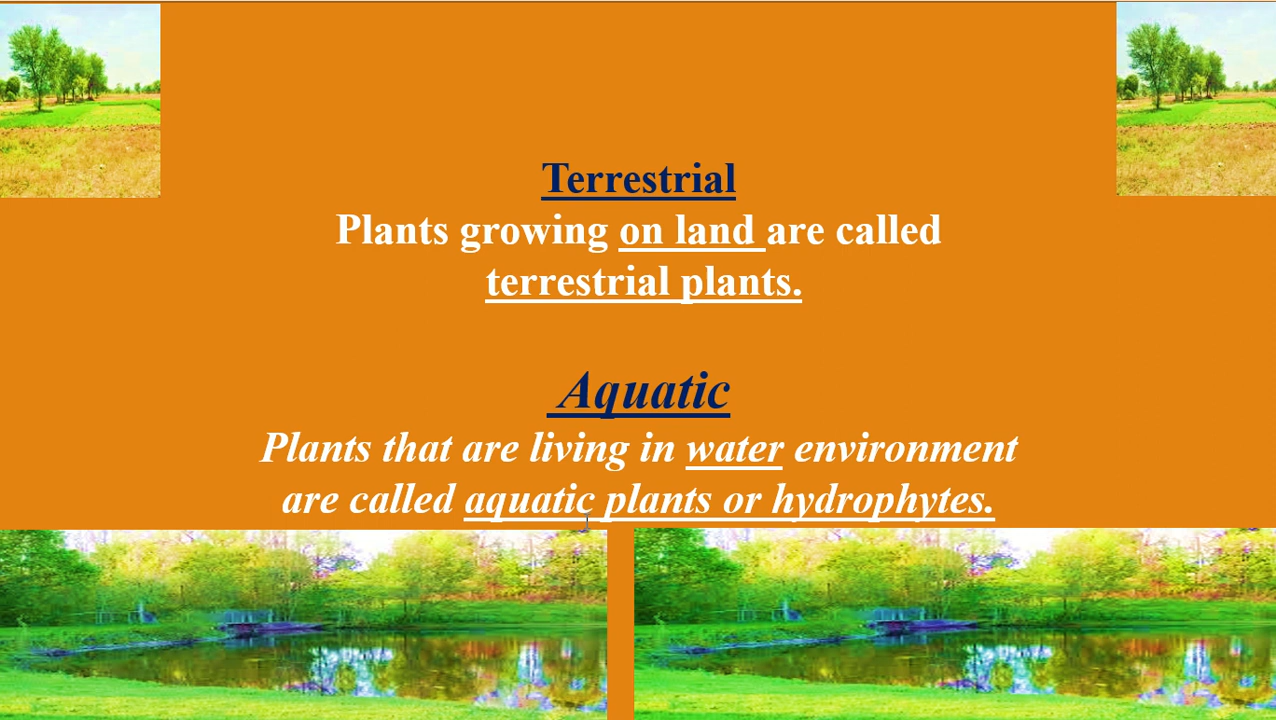 Terrestrial
Plants growing on land are called
terrestrial plants.
Aquatic
Plants that are living in water environment
are called aquatic plants or hydrophytes.